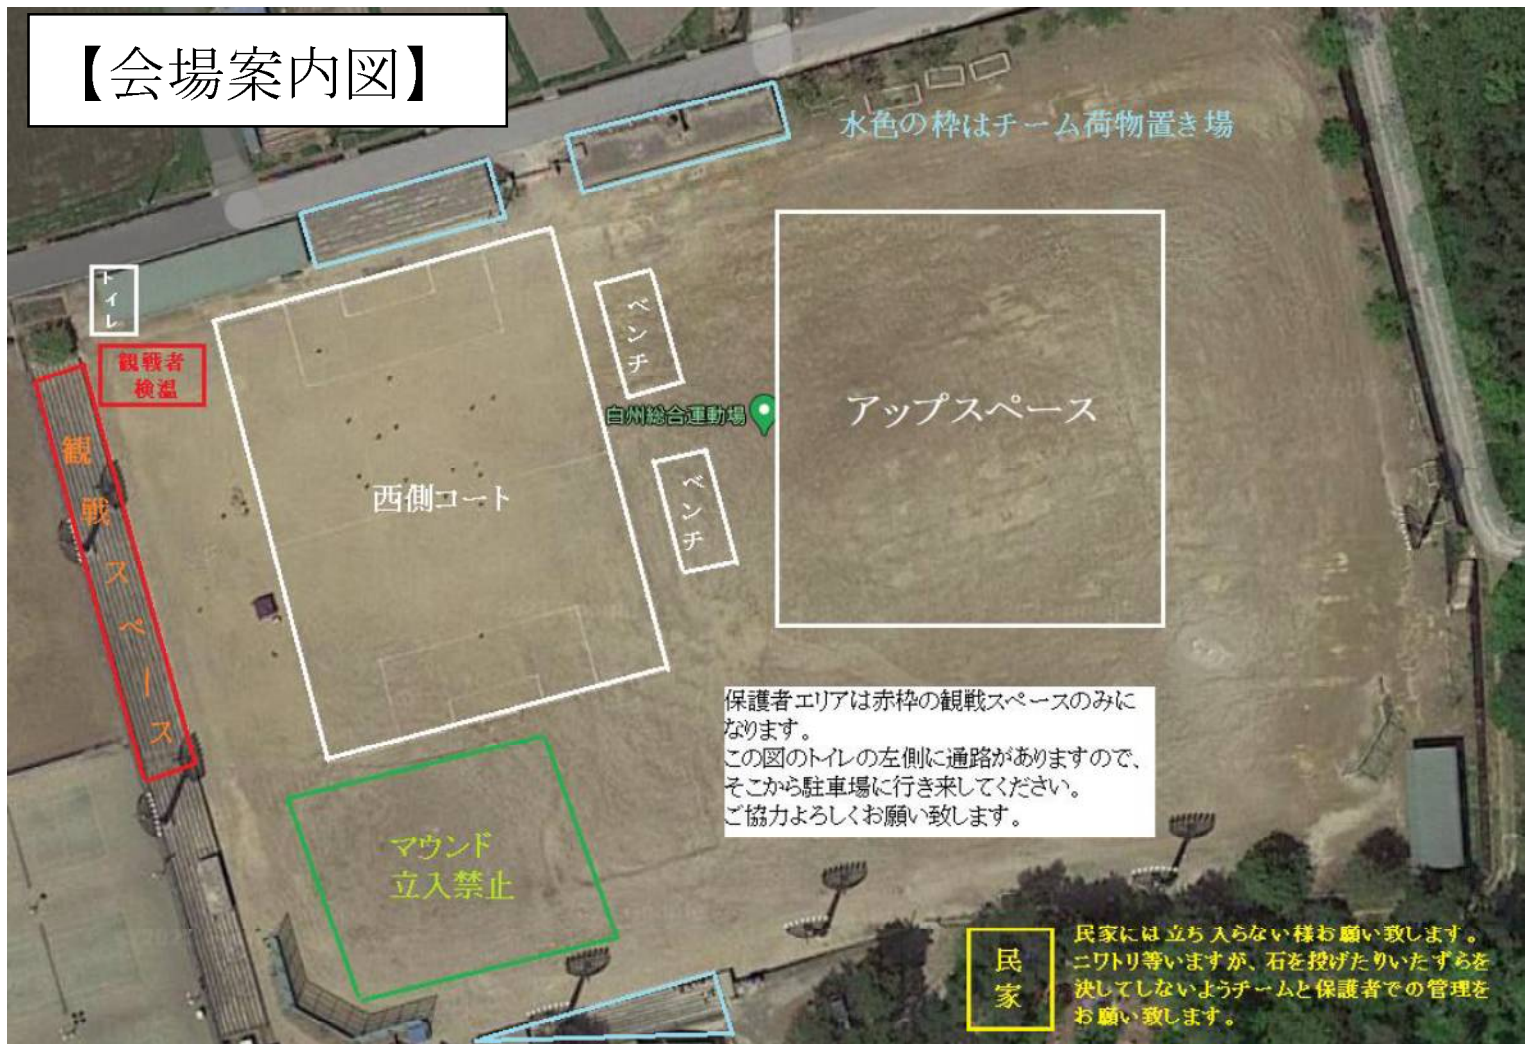 【会場案内図】
水色の枠はチーム荷物置き場
トイレ
観戦者
検温
ベンチ
白州総合運動場
アップスペース
観戦スペース
西側コート
ベンチ
保護者エリアは赤枠の観戦スペースのみに
なります。
この図のトイレの左側に通路がありますので、
そこから駐車場に行き来してください。
ご協力よろしくお願い致します。
マウンド
立入禁止
民家
民家には立ち入らない様お願い致します。
ニワトリ等いますが、石を投げたりいたずらを
決してしないようチームと保護者での管理を
お願い致します。